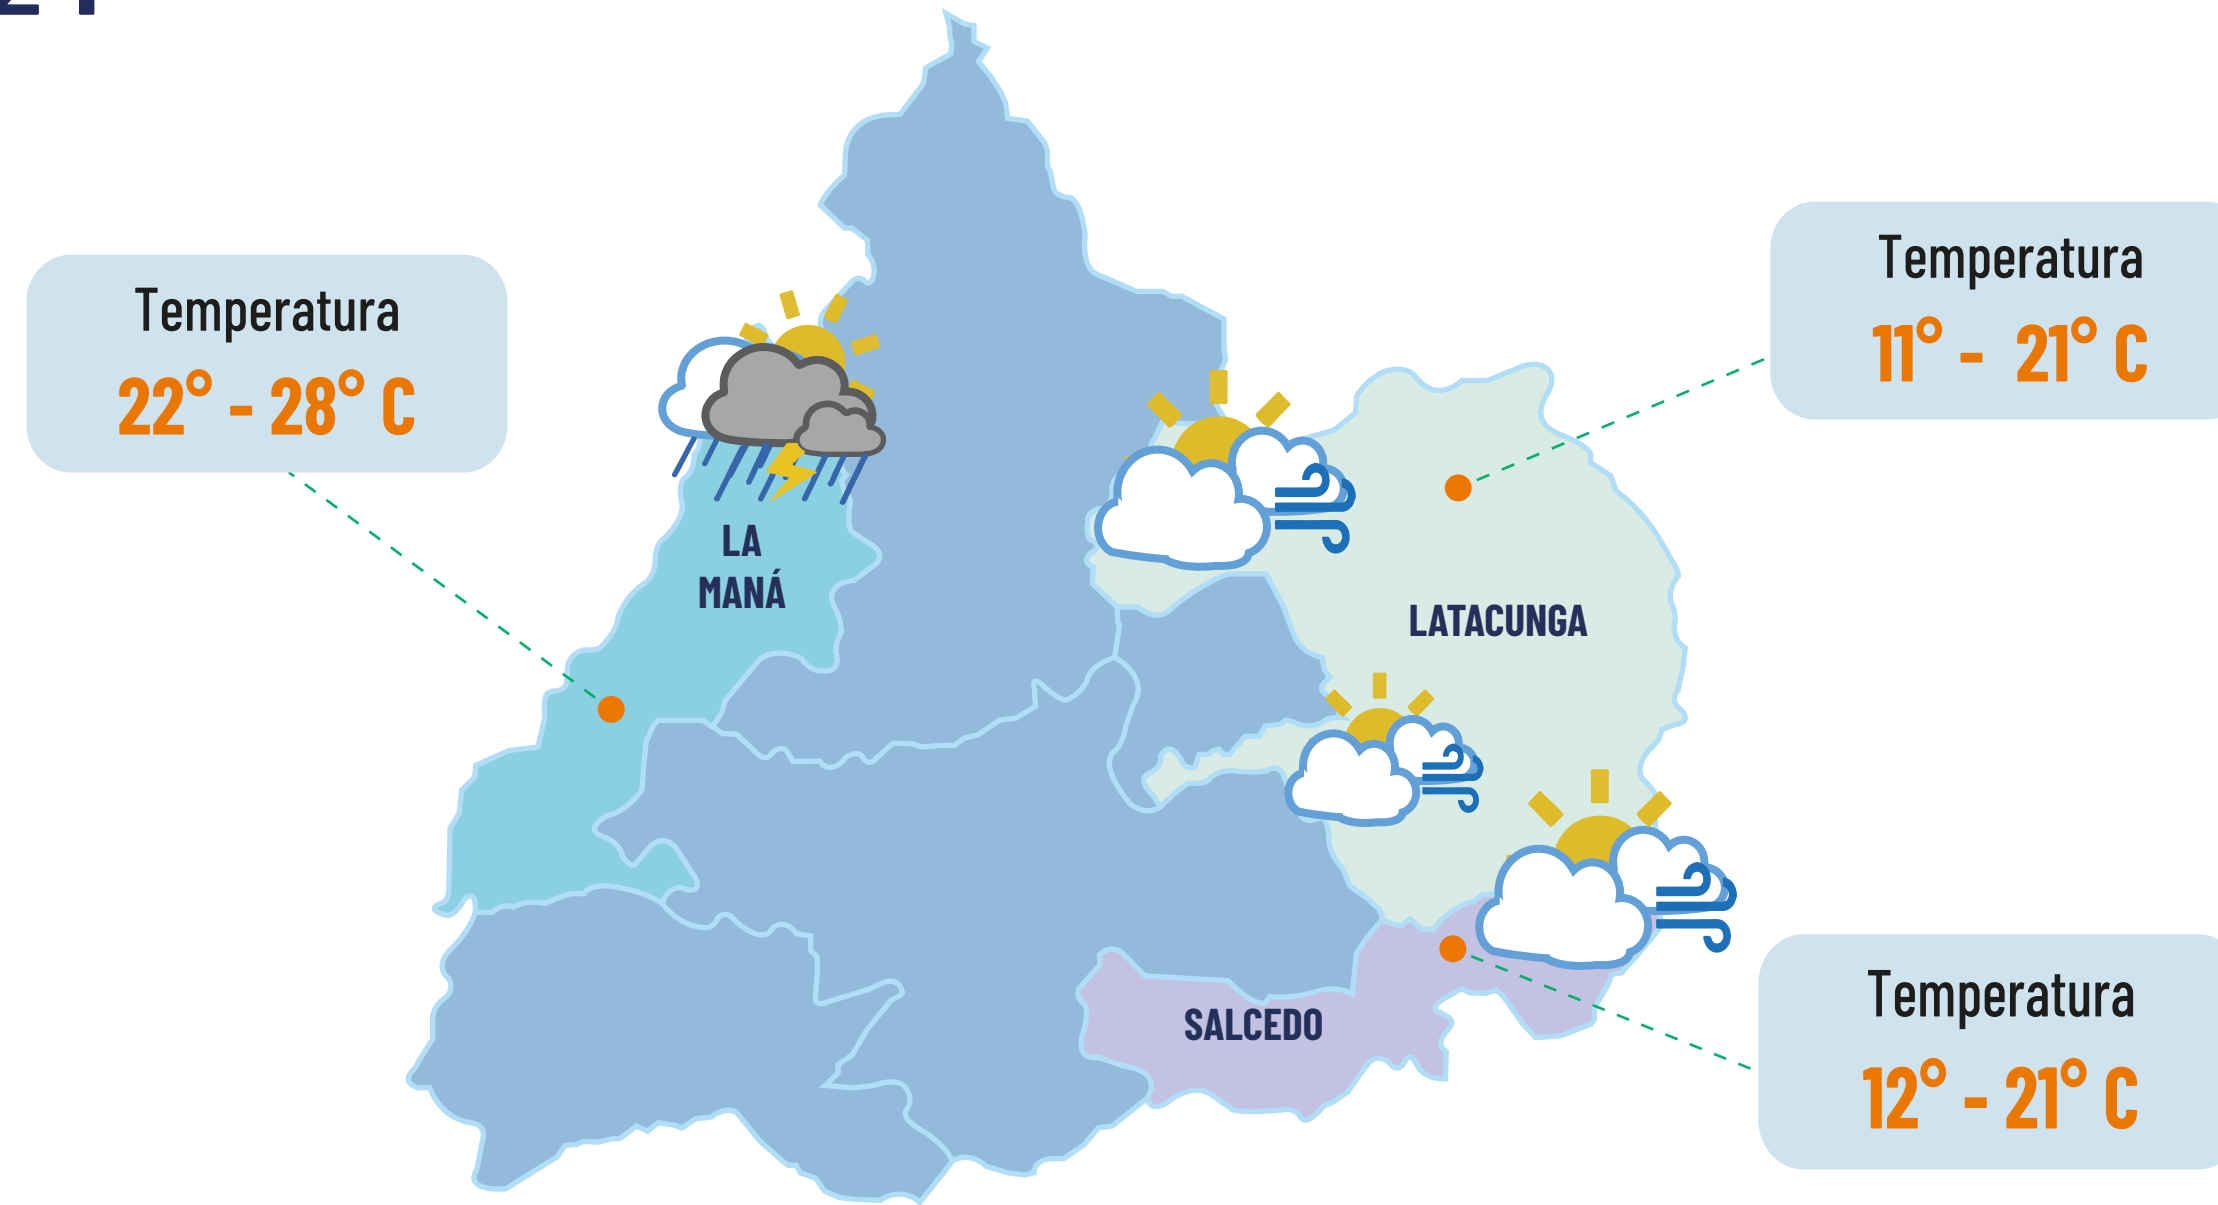 Temperatura
22° - 28° C
Temperatura
11° - 21° C
LA
MANÁ
LATACUNGA
SALCEDO
Temperatura
12° - 21° C